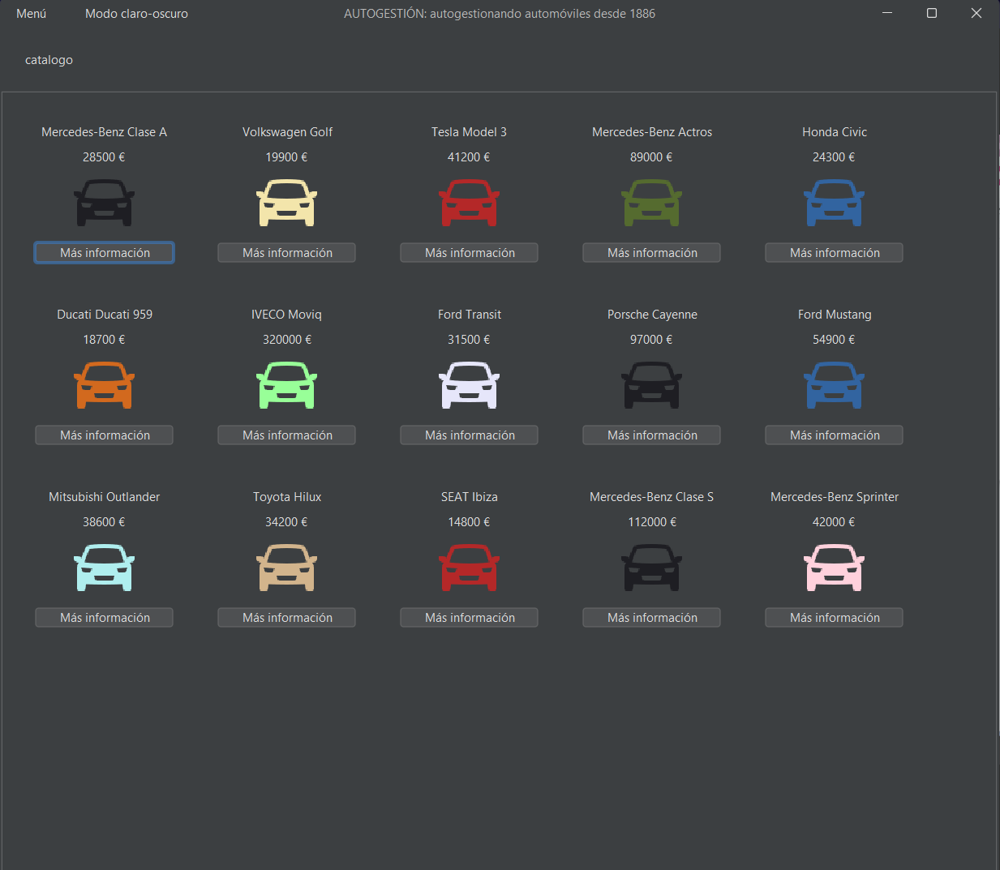 Menú Modo claro-oscuro AUTOGESTIÓN: autogestionando automóviles desde 1886
catalogo
Mercedes-Benz Clase A Volkswagen Golf Tesla Model 3 Mercedes-Benz Actros Honda Civic
28500 € 19900 € 41200 € 89000 € 24300 €
Más información Más información Más información Más información Más información
Ducati Ducati 959 IVECO Moviq Ford Transit Porsche Cayenne Ford Mustang
18700 € 320000 € 31500 € 97000 € 54900 €
Más información Más información Más información Más información Más información
Mitsubishi Outlander Toyota Hilux SEAT Ibiza Mercedes-Benz Clase S Mercedes-Benz Sprinter
38600 € 34200 € 14800 € 112000 € 42000 €
Más información Más información Más información Más información Más información